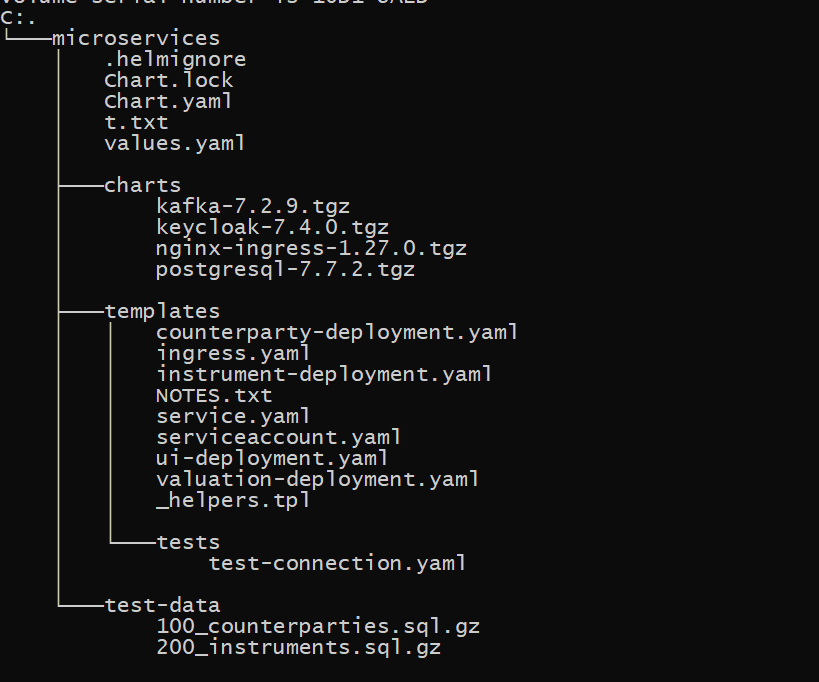 C:.
└───microservices
    │   .helmignore
    │   Chart.lock
    │   Chart.yaml
    │   t.txt
    │   values.yaml
    │
    ├───charts
    │       kafka-7.2.9.tgz
    │       keycloak-7.4.0.tgz
    │       nginx-ingress-1.27.0.tgz
    │       postgresql-7.7.2.tgz
    │
    ├───templates
    │   │   counterparty-deployment.yaml
    │   │   ingress.yaml
    │   │   instrument-deployment.yaml
    │   │   NOTES.txt
    │   │   service.yaml
    │   │   serviceaccount.yaml
    │   │   ui-deployment.yaml
    │   │   valuation-deployment.yaml
    │   │   _helpers.tpl
    │   │
    │   └───tests
    │           test-connection.yaml
    │
    └───test-data
            100_counterparties.sql.gz
            200_instruments.sql.gz